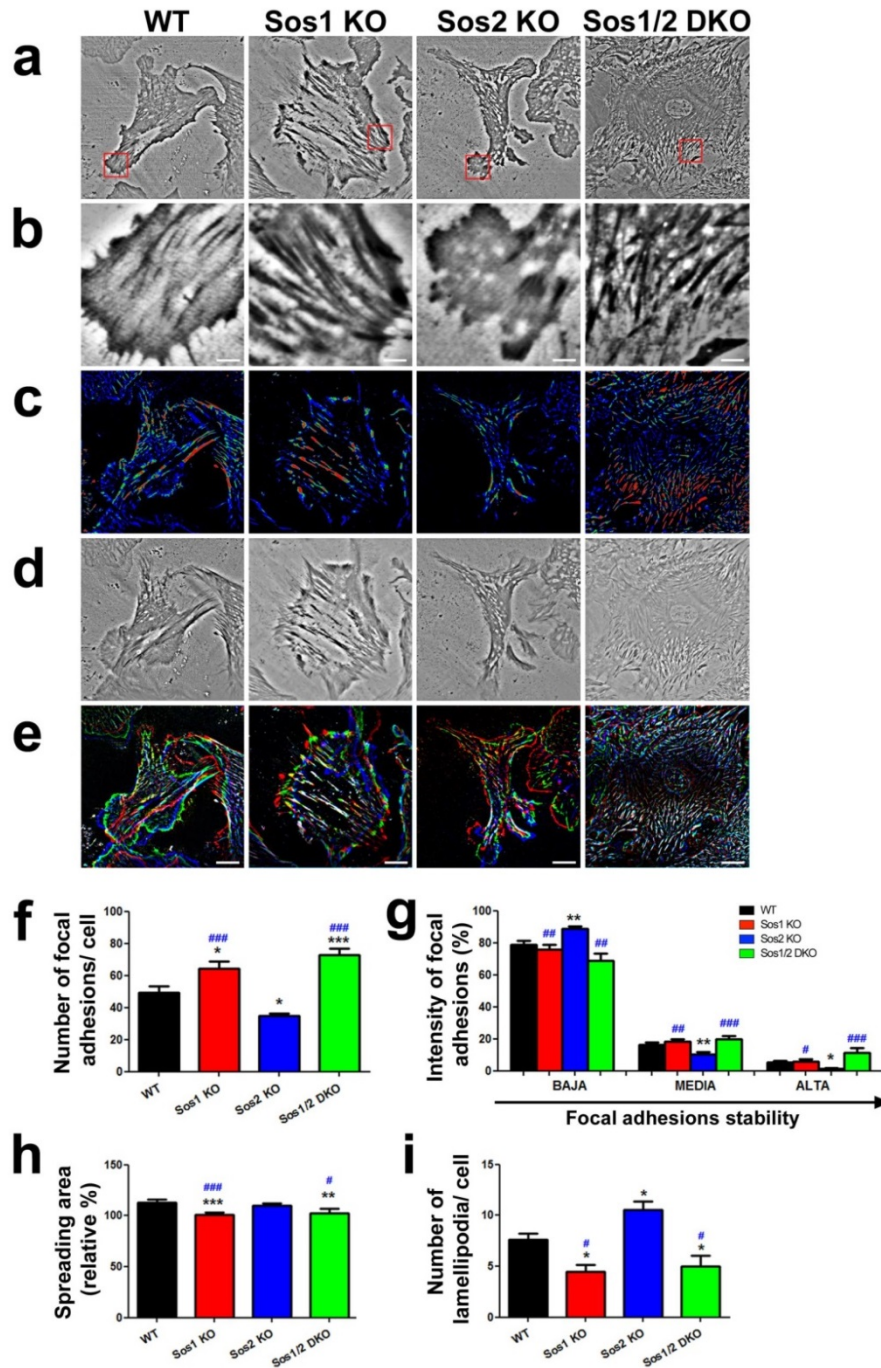 WT Sos1 KO Sos2 KO Sos1/2 DKO
a
b
c
d
e
f
Number of focal
adhesions/ cell
100
80
60
40
20
0
###
*
*
###
***
WT
Sos1 KO
Sos2 KO
Sos1/2 DKO
g
Intensity of focal
adhesions (%)
100
80
60
40
20
0
WT
Sos1 KO
Sos2 KO
Sos1/2 DKO
##
**
##
##
**
###
#
*
###
BAJA MEDIA ALTA
Focal adhesions stability
h
Spreading area
(relative %)
150
100
50
0
###
***
#
**
WT
Sos1 KO
Sos2 KO
Sos1/2 DKO
i
Number of
lamellipodia/ cell
15
10
5
0
#
*
*
#
*
WT
Sos1 KO
Sos2 KO
Sos1/2 DKO